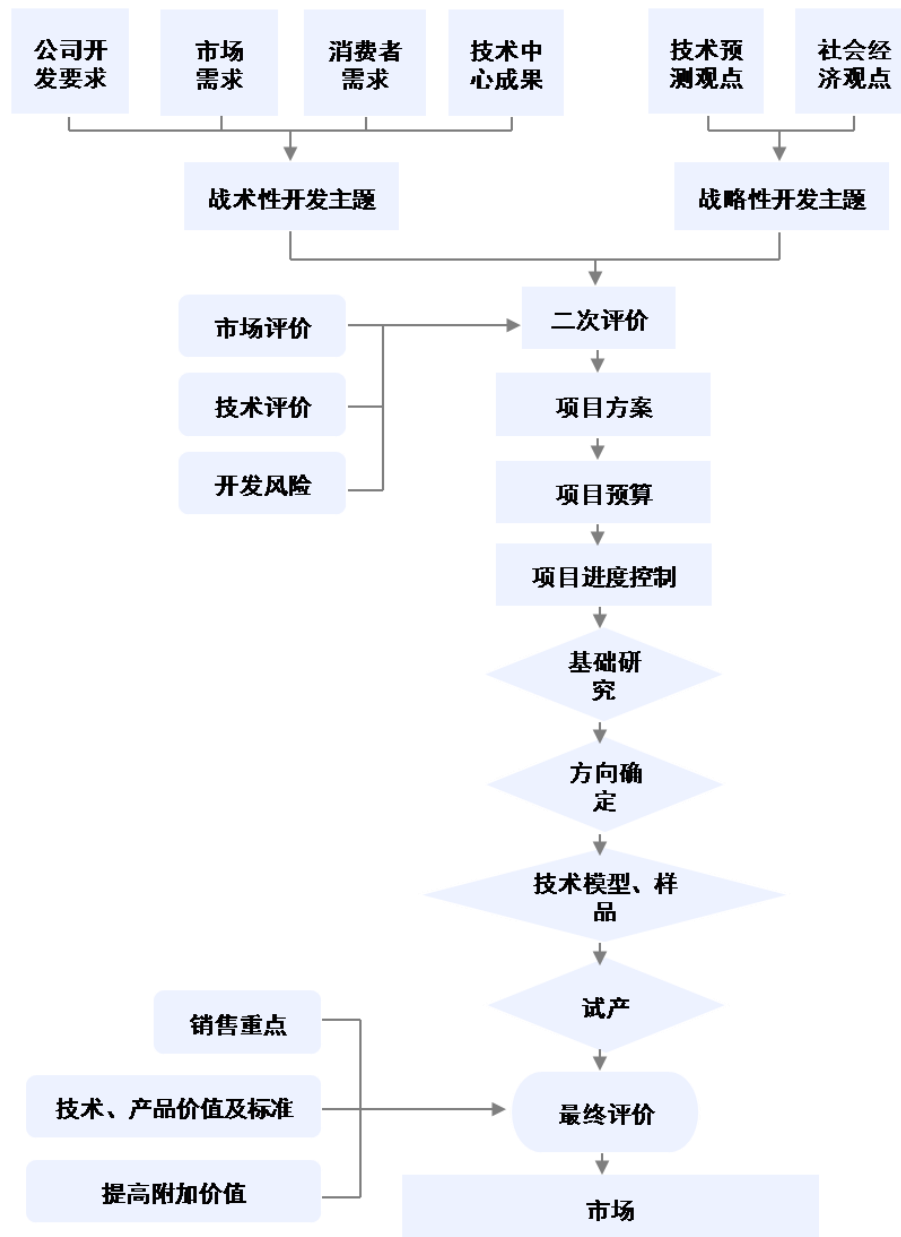 公司开
发要求
市场
需求
消费者
需求
技术中
心成果
技术预
测观点
社会经
济观点
战术性开发主题
战略性开发主题
市场评价
二次评价
技术评价
项目方案
开发风险
项目预算
项目进度控制
基础研
究
方向确
定
技术模型、样
品
试产
销售重点
技术、产品价值及标准
最终评价
提高附加价值
市场